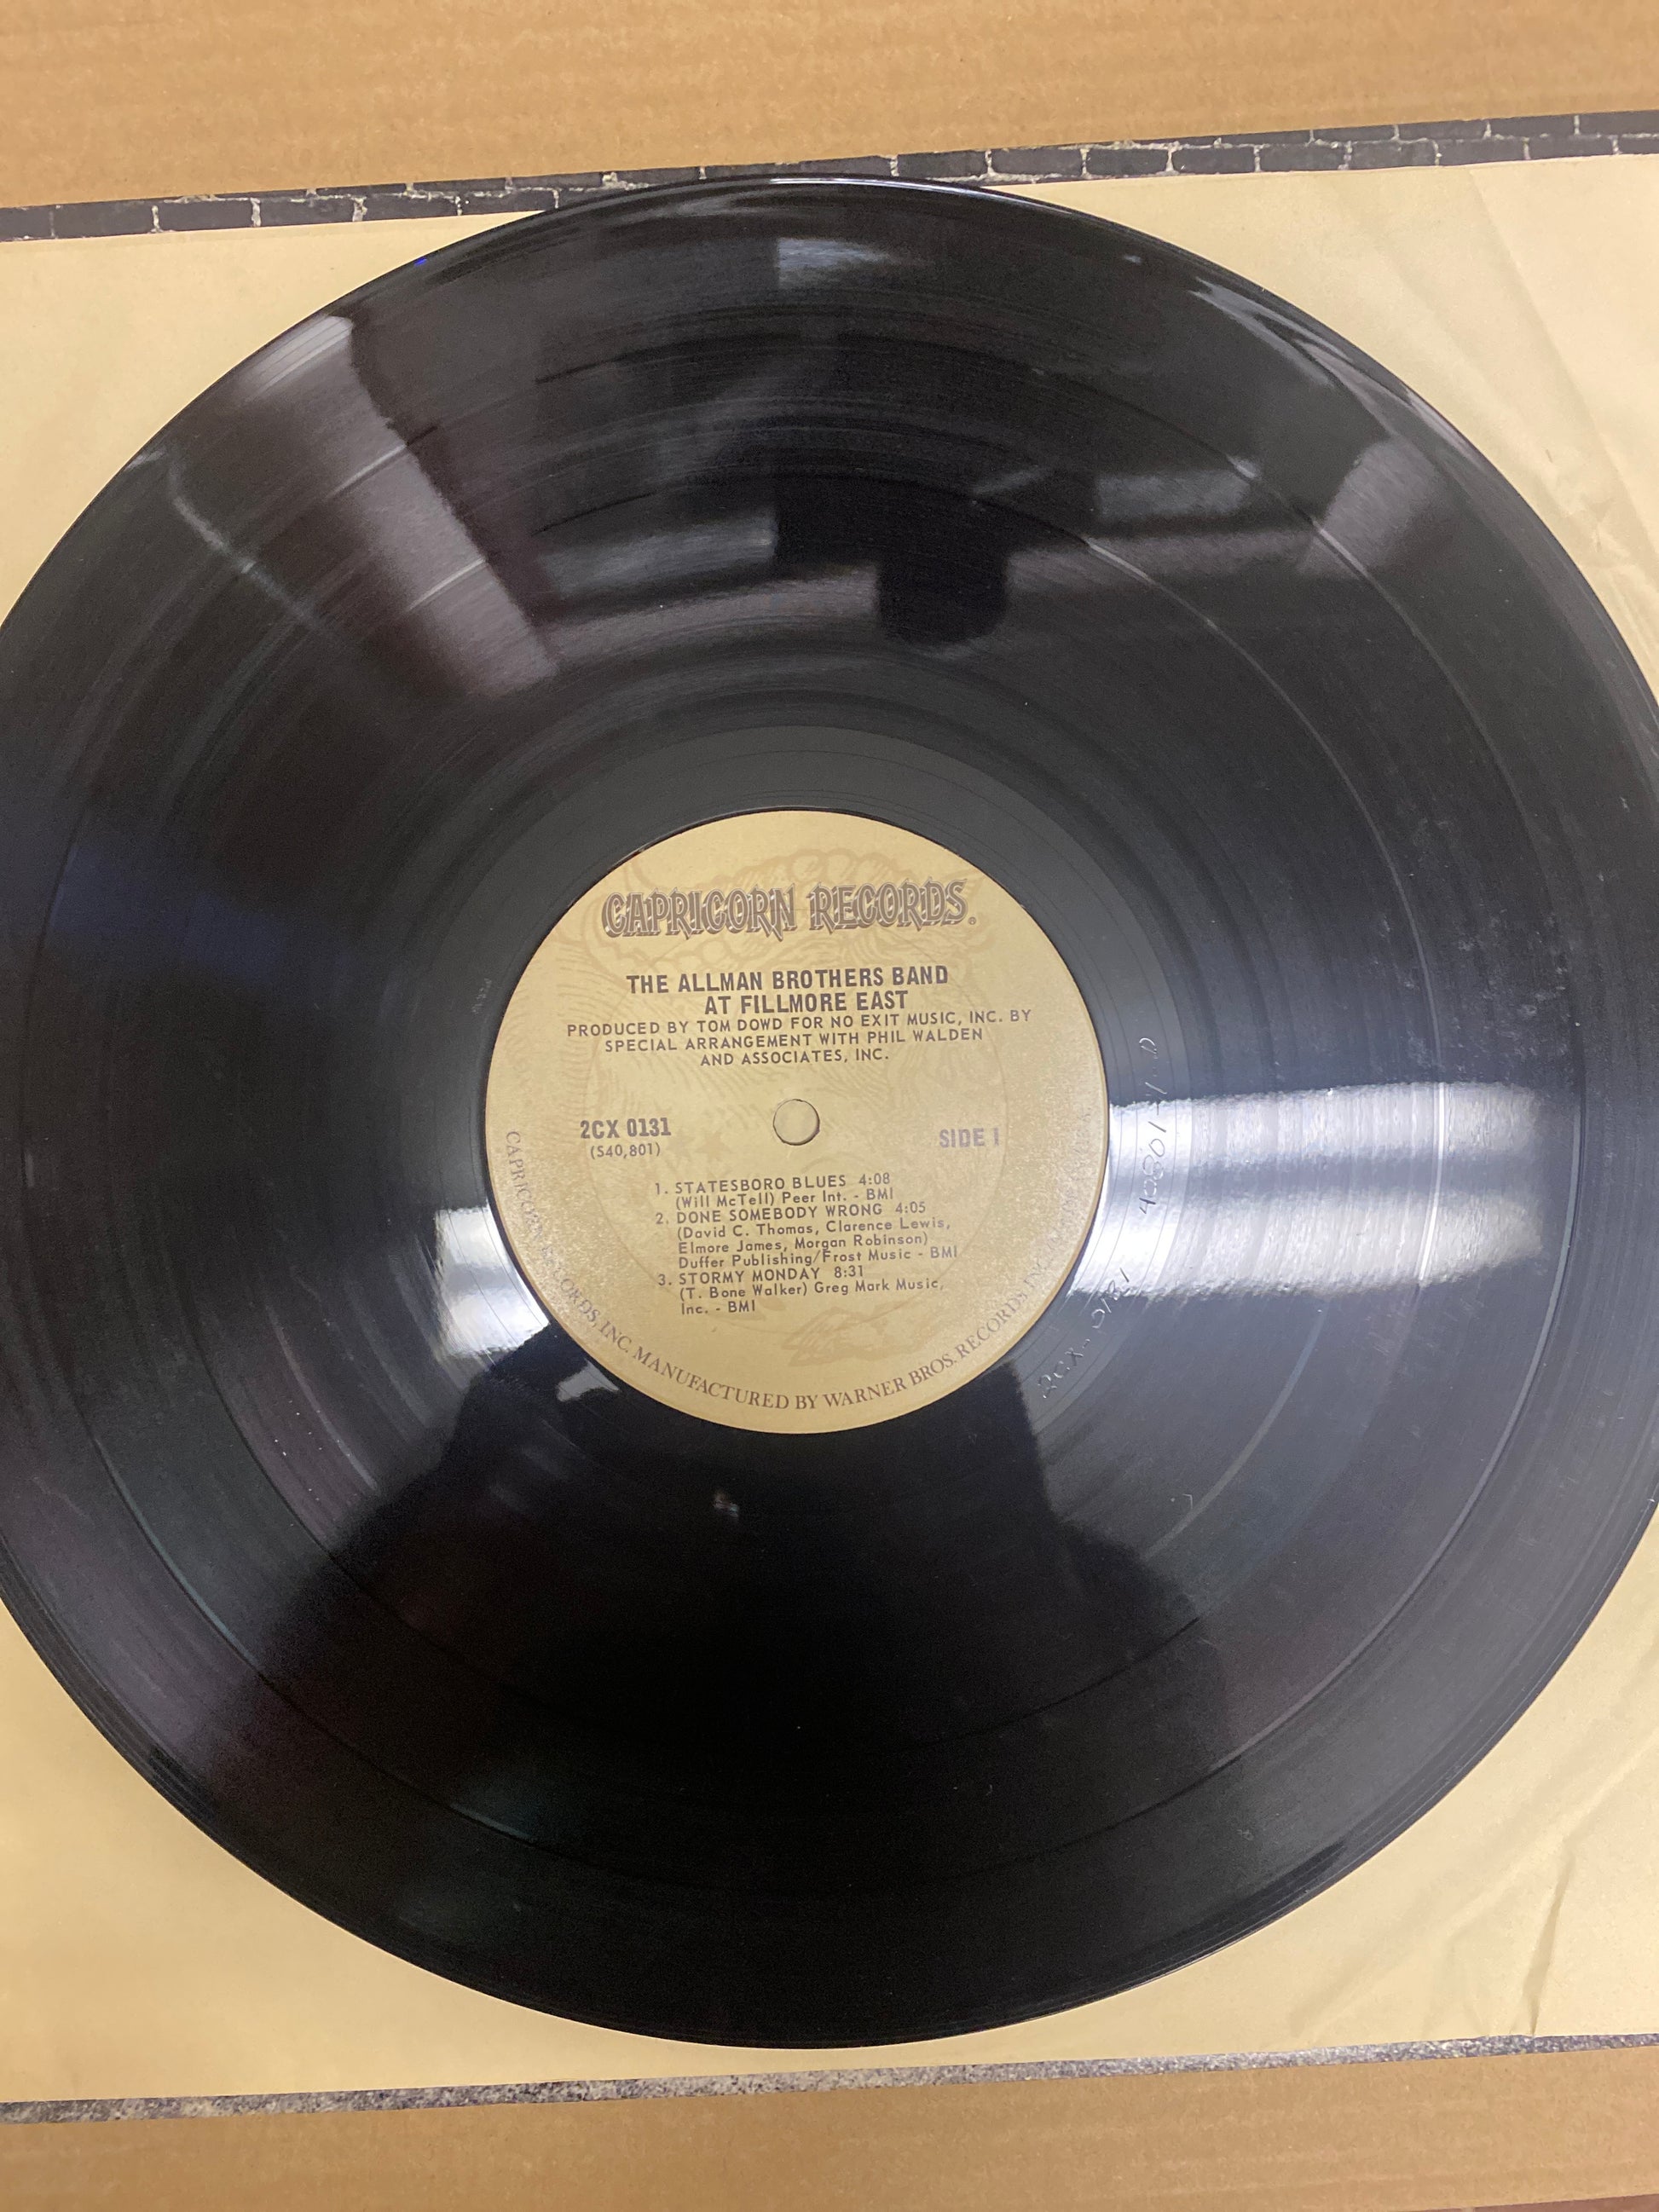 CAPRICORN RECORDS®
THE ALLMAN BROTHERS BAND
AT FILLMORE EAST
PRODUCED BY TOM DOWD FOR NO EXIT MUSIC, INC. BY
SPECIAL ARRANGEMENT WITH PHIL WALDEN
AND ASSOCIATES, INC.
2CX 0131
(S40,801)
SIDE 1
1. STATESBORO BLUES 4:08
(Will McTell) Peer Int. - BMI
2. DONE SOMEBODY WRONG 4:05
(David C. Thomas, Clarence Lewis,
Elmore James, Morgan Robinson)
Duffer Publishing/Frost Music - BMI
3. STORMY MONDAY 8:31
(T. Bone Walker) Greg Mark Music,
Inc. - BMI
CAPRICORN RECORDS, INC. MANUFACTURED BY WARNER BROS. RECORDS INC.
2CX-0131